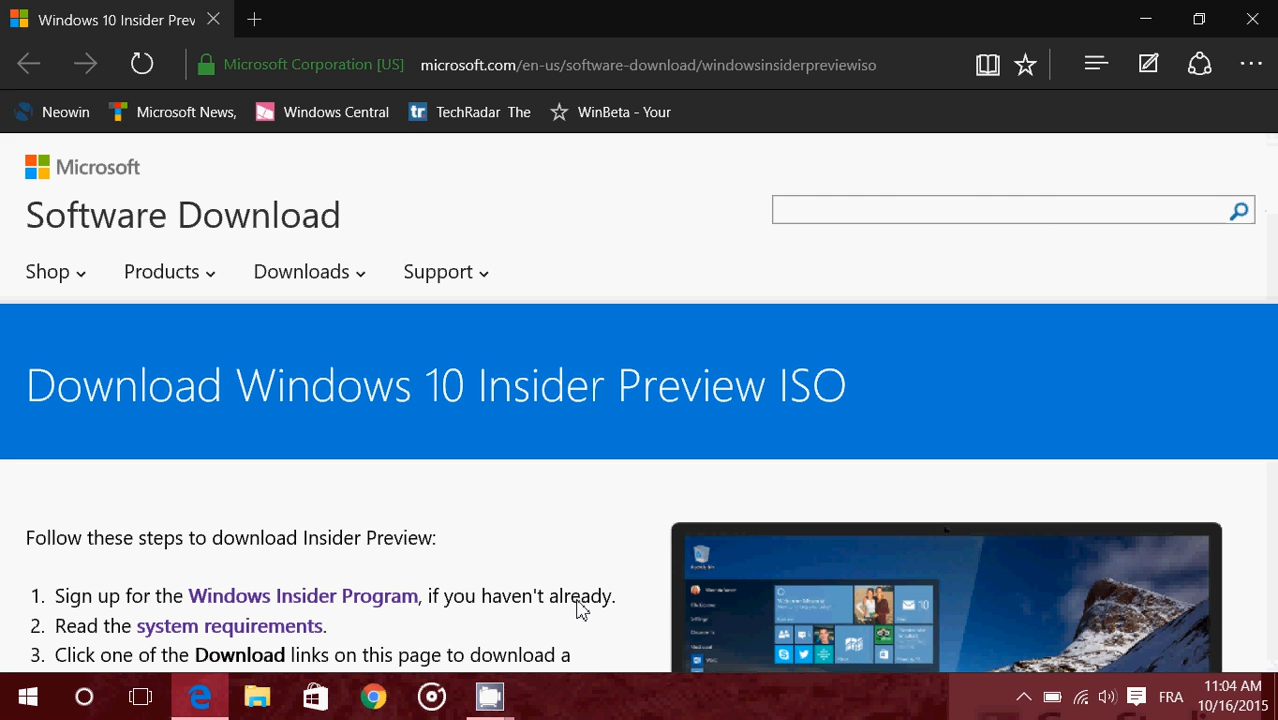 Windows 10 Insider Prev
Microsoft Corporation [US] microsoft.com/en-us/software-download/windowsinsiderpreviewiso
Neowin Microsoft News, Windows Central tr TechRadar The WinBeta - Your
Microsoft
Software Download
Shop Products Downloads Support
Download Windows 10 Insider Preview ISO
Follow these steps to download Insider Preview:
1. Sign up for the Windows Insider Program, if you haven't already.
2. Read the system requirements.
3. Click one of the Download links on this page to download a
FRA
11:04 AM
10/16/2015